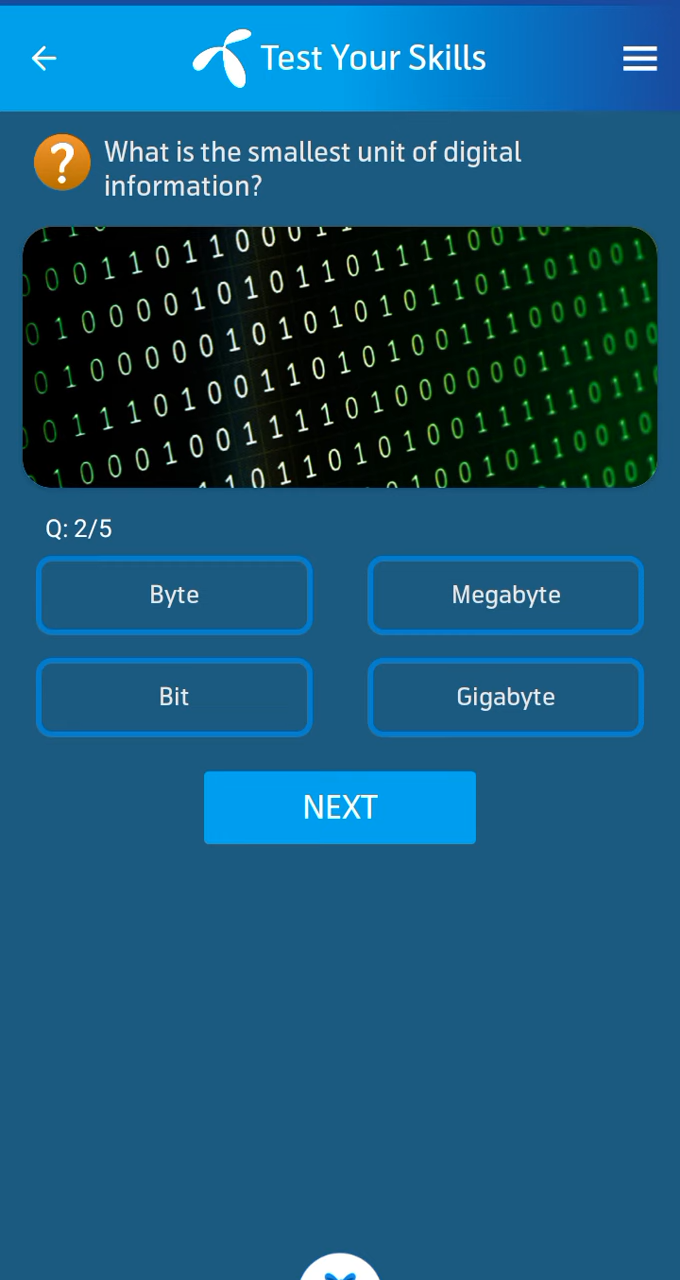 Test Your Skills
?
What is the smallest unit of digital
information?
Q: 2/5
Byte
Megabyte
Bit
Gigabyte
NEXT